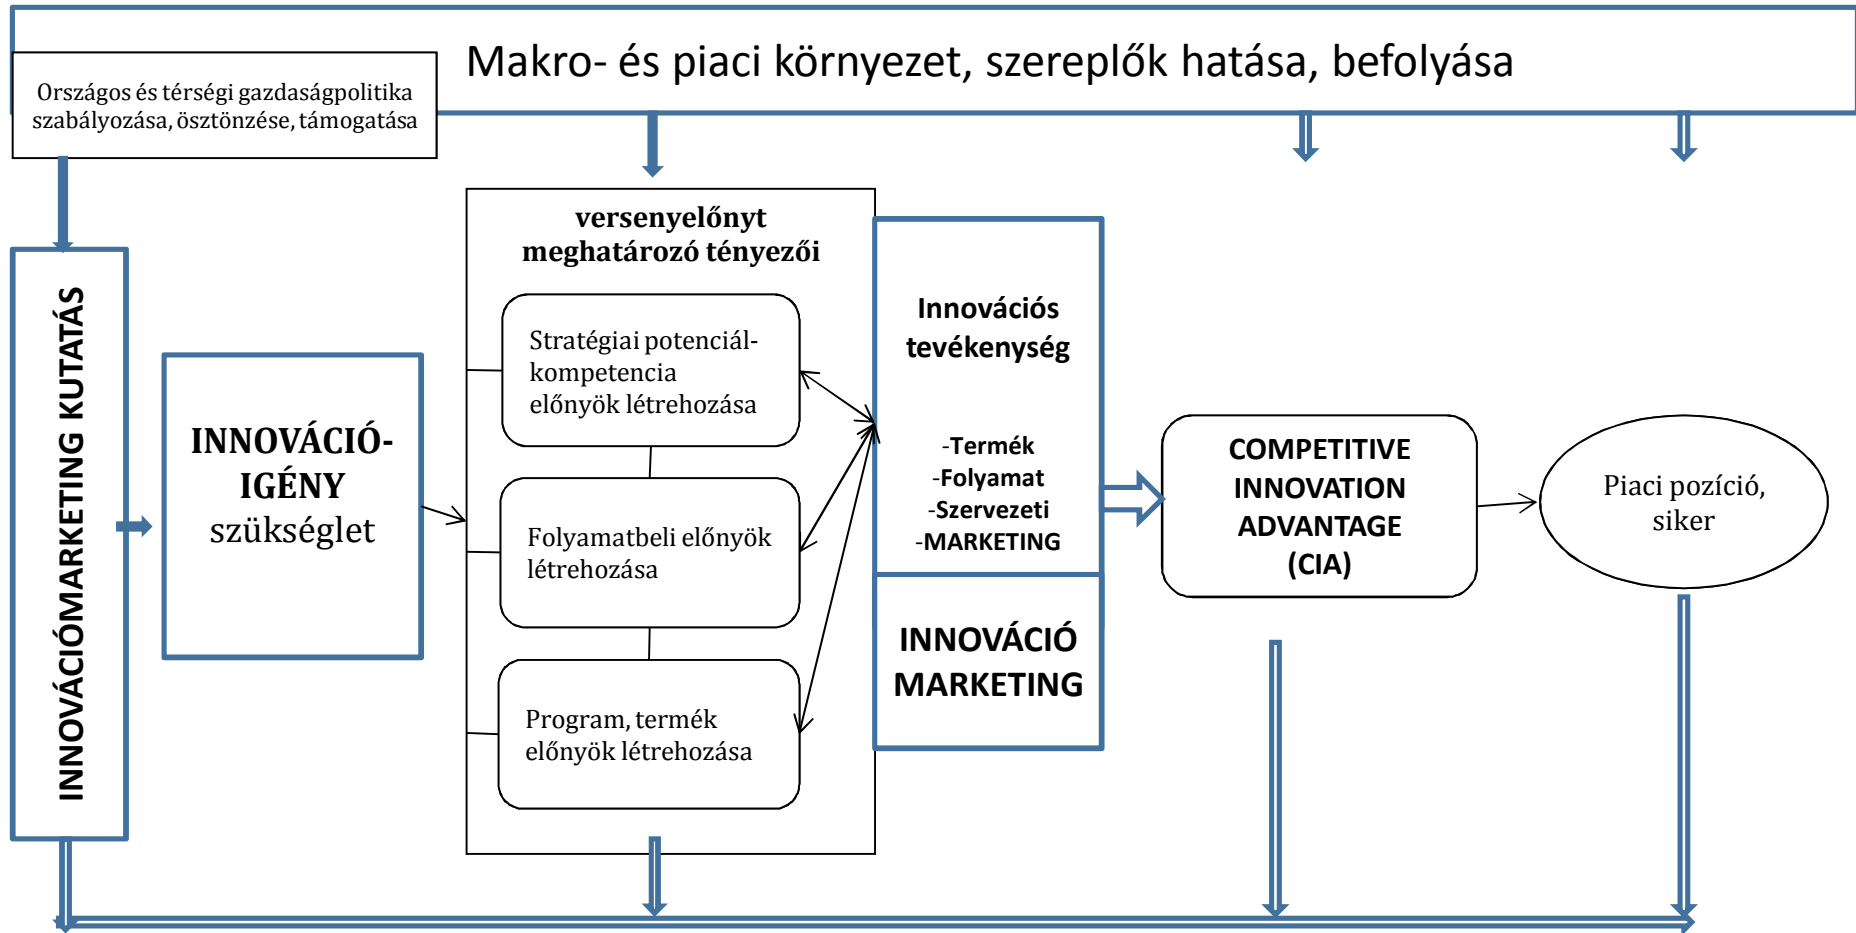 Makro- és piaci környezet, szereplők hatása, befolyása
Országos és térségi gazdaságpolitika
szabályozása, ösztönzése, támogatása
INNOVÁCIÓMARKETING KUTATÁS
INNOVÁCIÓ-
IGÉNY
szükséglet
versenyelőnyt
meghatározó tényezői
Stratégiai potenciál-
kompetencia
előnyök létrehozása
Folyamatbeli előnyök
létrehozása
Program, termék
előnyök létrehozása
Innovációs
tevékenység
-Termék
-Folyamat
-Szervezeti
-MARKETING
INNOVÁCIÓ
MARKETING
COMPETITIVE
INNOVATION
ADVANTAGE
(CIA)
Piaci pozíció,
siker